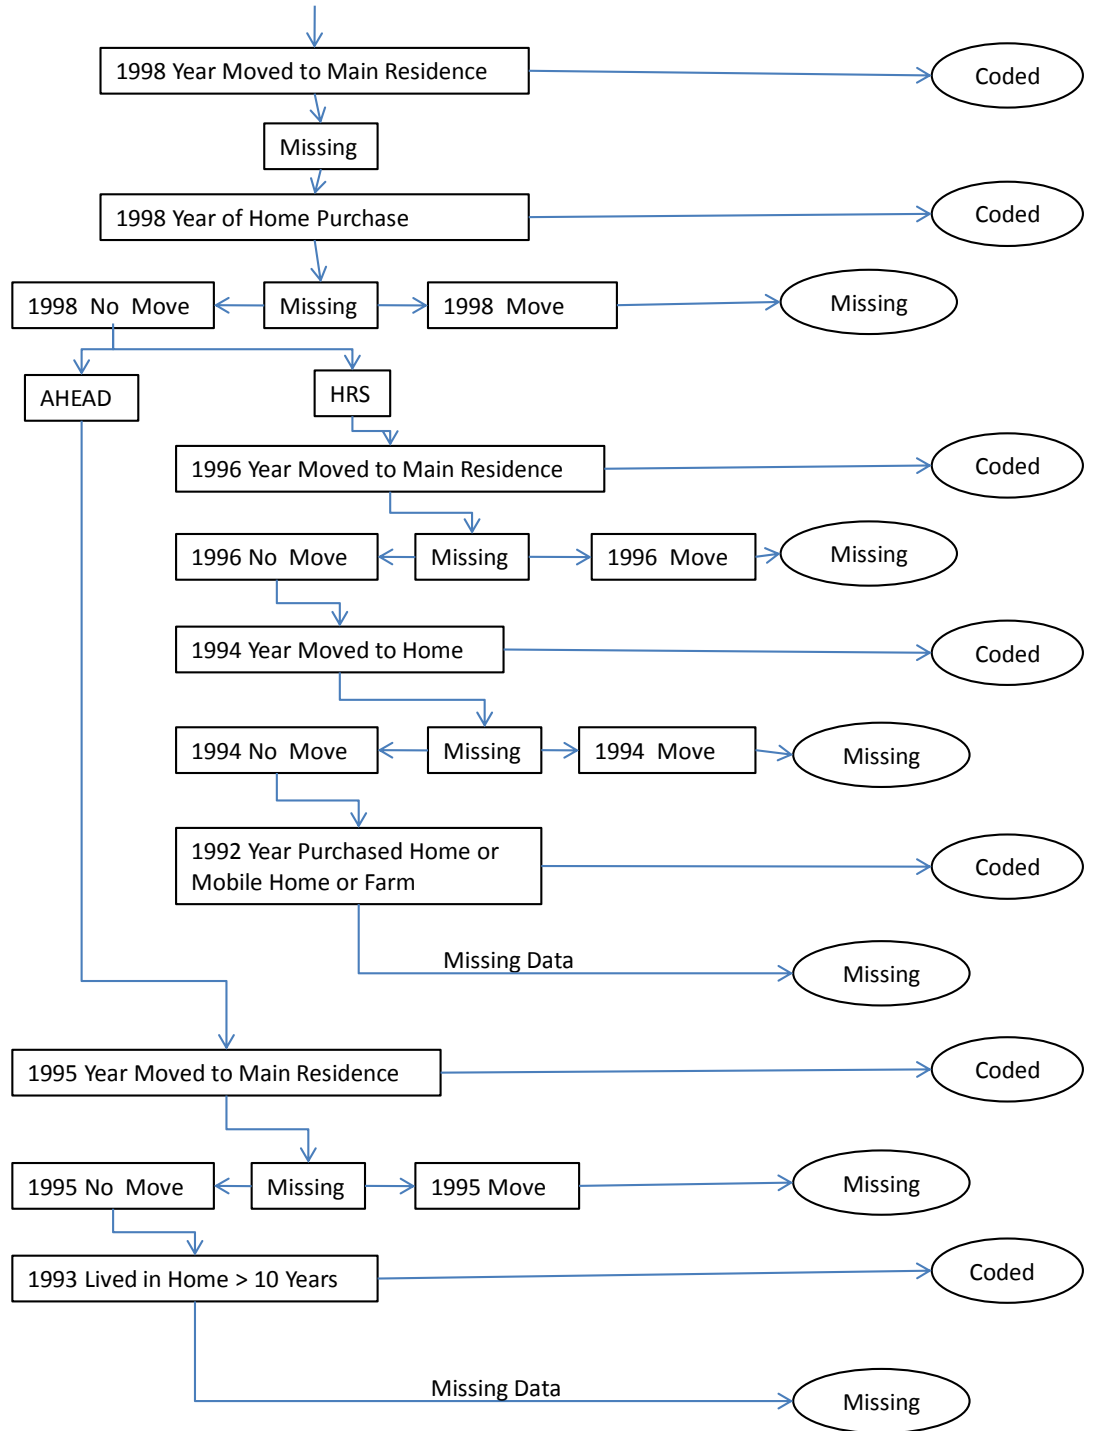 1998 Year Moved to Main Residence
Coded
Missing
1998 Year of Home Purchase
Coded
1998  No  Move
Missing
1998  Move
Missing
AHEAD
HRS
1996 Year Moved to Main Residence
Coded
1996 No  Move
Missing
1996  Move
Missing
1994 Year Moved to Home
Coded
1994 No  Move
Missing
1994  Move
Missing
1992 Year Purchased Home or
Mobile Home or Farm
Coded
Missing Data
Missing
1995 Year Moved to Main Residence
Coded
1995 No  Move
Missing
1995 Move
Missing
1993 Lived in Home > 10 Years
Coded
Missing Data
Missing